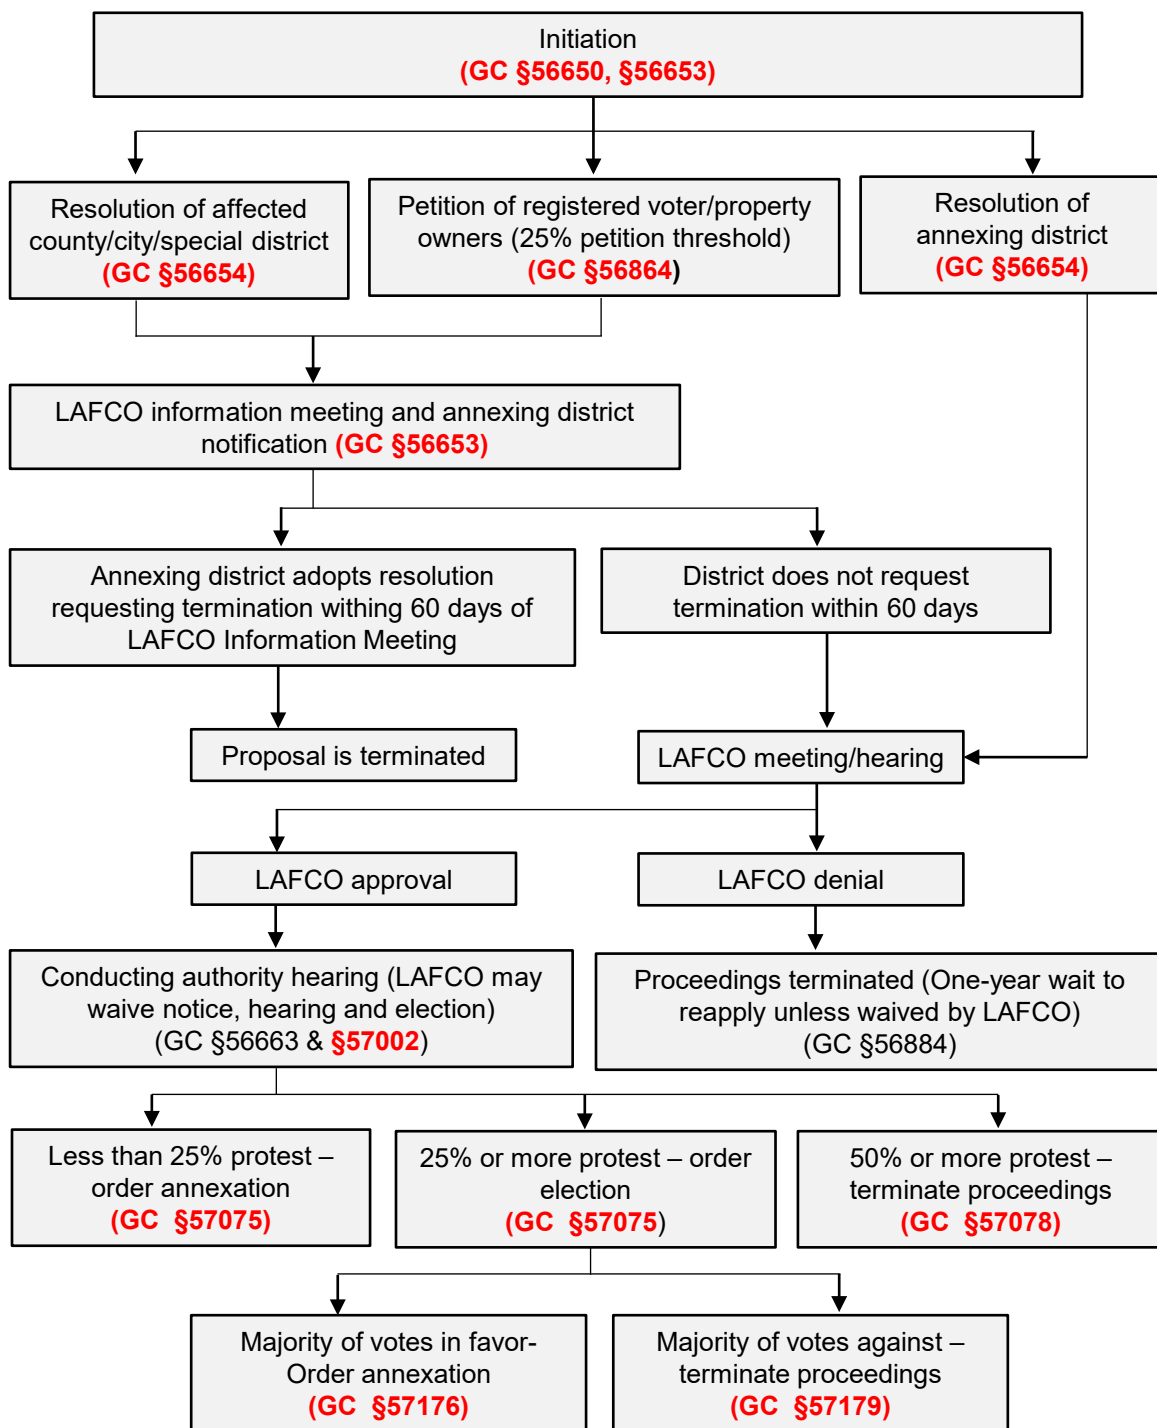 Initiation
(GC §56650, §56653)
Resolution of affected
county/city/special district
(GC §56654)
Petition of registered voter/property
owners (25% petition threshold)
(GC §56864)
Resolution of
annexing district
(GC §56654)
LAFCO information meeting and annexing district
notification (GC §56653)
Annexing district adopts resolution
requesting termination withing 60 days of
LAFCO Information Meeting
District does not request
termination within 60 days
Proposal is terminated
LAFCO meeting/hearing
LAFCO approval
LAFCO denial
Conducting authority hearing (LAFCO may
waive notice, hearing and election)
(GC §56663 & §57002)
Proceedings terminated (One-year wait to
reapply unless waived by LAFCO)
(GC §56884)
Less than 25% protest –
order annexation
(GC §57075)
25% or more protest – order
election
(GC §57075)
50% or more protest –
terminate proceedings
(GC §57078)
Majority of votes in favor-
Order annexation
(GC §57176)
Majority of votes against –
terminate proceedings
(GC §57179)